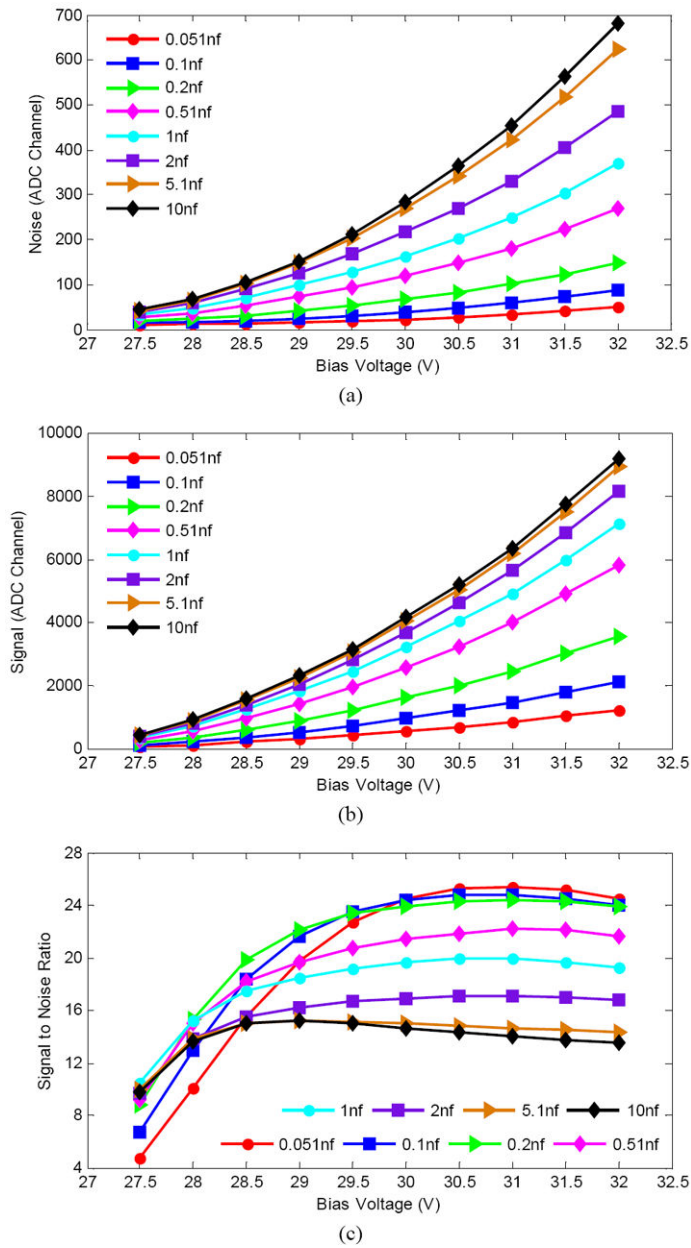 700
600
500
400
300
200
100
0
Noise (ADC Channel)
0.051nf
0.1nf
0.2nf
0.51nf
1nf
2nf
5.1nf
10nf
27 27.5 28 28.5 29 29.5 30 30.5 31 31.5 32 32.5
Bias Voltage (V)
(a)
10000
8000
6000
4000
2000
0
Signal (ADC Channel)
0.051nf
0.1nf
0.2nf
0.51nf
1nf
2nf
5.1nf
10nf
27 27.5 28 28.5 29 29.5 30 30.5 31 31.5 32 32.5
Bias Voltage (V)
(b)
28
24
20
16
12
8
4
Signal to Noise Ratio
1nf 2nf 5.1nf 10nf
0.051nf 0.1nf 0.2nf 0.51nf
27 27.5 28 28.5 29 29.5 30 30.5 31 31.5 32 32.5
Bias Voltage (V)
(c)